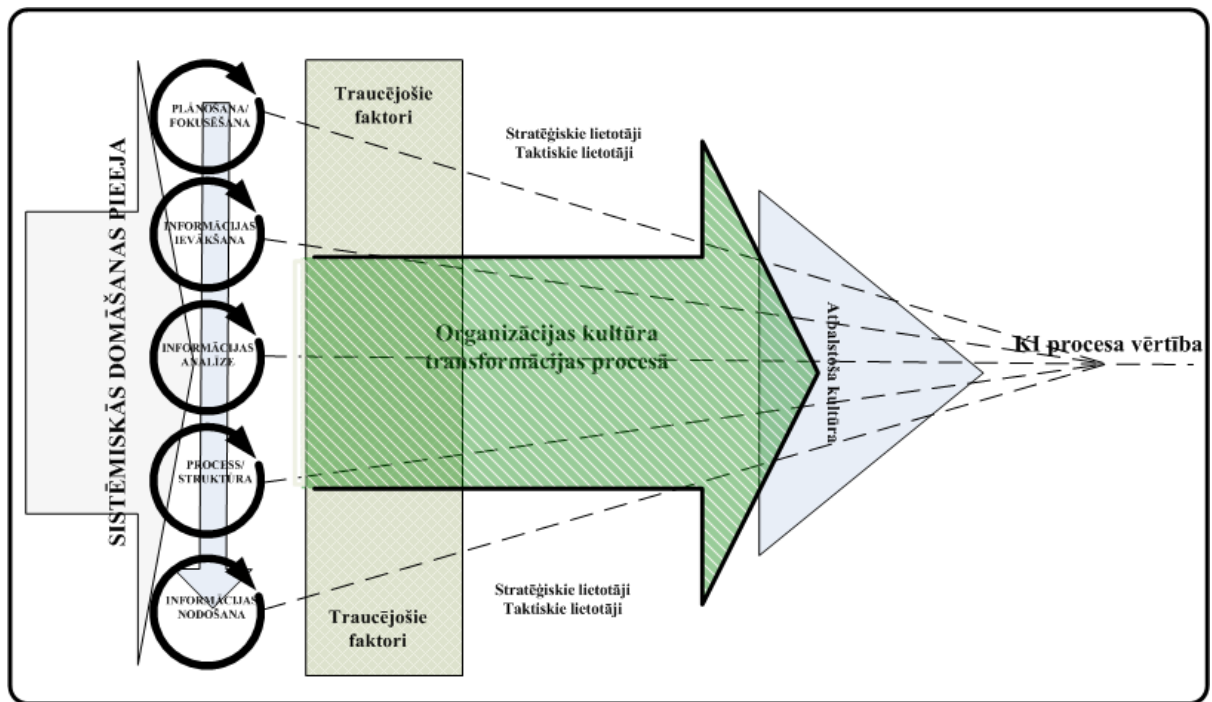 SISTĒMISKĀS DOMĀŠANAS PIEEJA
PLĀNOŠANA/
FOKUSĒŠANA
INFORMĀCIJAS
IEVĀKŠANA
INFORMĀCIJAS
ANALĪZE
PROCESS/
STRUKTŪRA
INFORMĀCIJAS
NODOŠANA
Traucējošie
faktori
Stratēģiskie lietotāji
Taktiskie lietotāji
Organizācijas kultūra
transformācijas procesā
Atbalstoša kultūra
KI procesa vērtība
Stratēģiskie lietotāji
Taktiskie lietotāji
Traucējošie
faktori